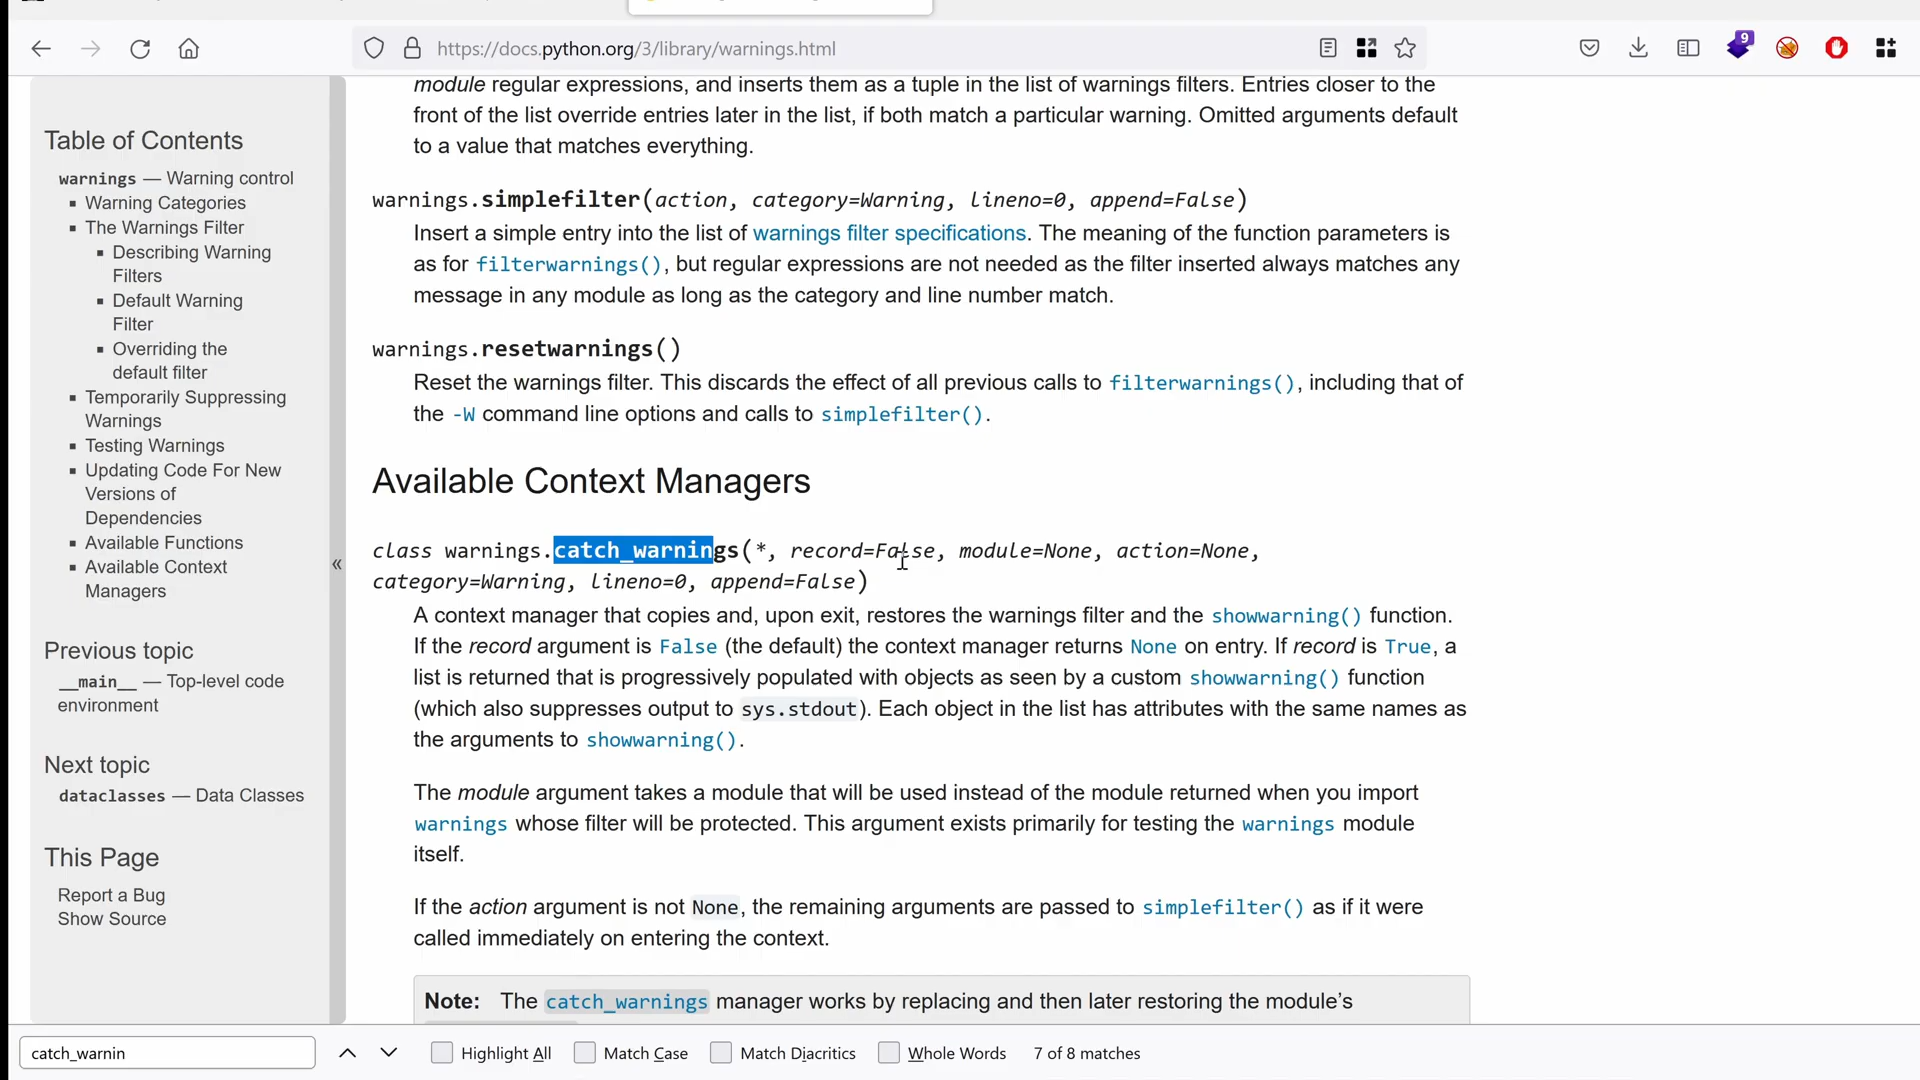 https://docs.python.org/3/library/warnings.html
9
Table of Contents
warnings — Warning control
▪ Warning Categories
▪ The Warnings Filter
▪ Describing Warning
Filters
▪ Default Warning
Filter
▪ Overriding the
default filter
▪ Temporarily Suppressing
Warnings
▪ Testing Warnings
▪ Updating Code For New
Versions of
Dependencies
▪ Available Functions
▪ Available Context
Managers
Previous topic
__main__ — Top-level code
environment
Next topic
dataclasses — Data Classes
This Page
Report a Bug
Show Source
«
module regular expressions, and inserts them as a tuple in the list of warnings filters. Entries closer to the
front of the list override entries later in the list, if both match a particular warning. Omitted arguments default
to a value that matches everything.
warnings.simplefilter(action, category=Warning, lineno=0, append=False)
Insert a simple entry into the list of warnings filter specifications. The meaning of the function parameters is
as for filterwarnings(), but regular expressions are not needed as the filter inserted always matches any
message in any module as long as the category and line number match.
warnings.resetwarnings()
Reset the warnings filter. This discards the effect of all previous calls to filterwarnings(), including that of
the -W command line options and calls to simplefilter().
Available Context Managers
class warnings.catch_warnings(*, record=False, module=None, action=None,
category=Warning, lineno=0, append=False)
A context manager that copies and, upon exit, restores the warnings filter and the showwarning() function.
If the record argument is False (the default) the context manager returns None on entry. If record is True, a
list is returned that is progressively populated with objects as seen by a custom showwarning() function
(which also suppresses output to sys.stdout). Each object in the list has attributes with the same names as
the arguments to showwarning().
The module argument takes a module that will be used instead of the module returned when you import
warnings whose filter will be protected. This argument exists primarily for testing the warnings module
itself.
If the action argument is not None, the remaining arguments are passed to simplefilter() as if it were
called immediately on entering the context.
Note: The catch_warnings manager works by replacing and then later restoring the module’s
catch_warnin
Highlight All
Match Case
Match Diacritics
Whole Words
7 of 8 matches